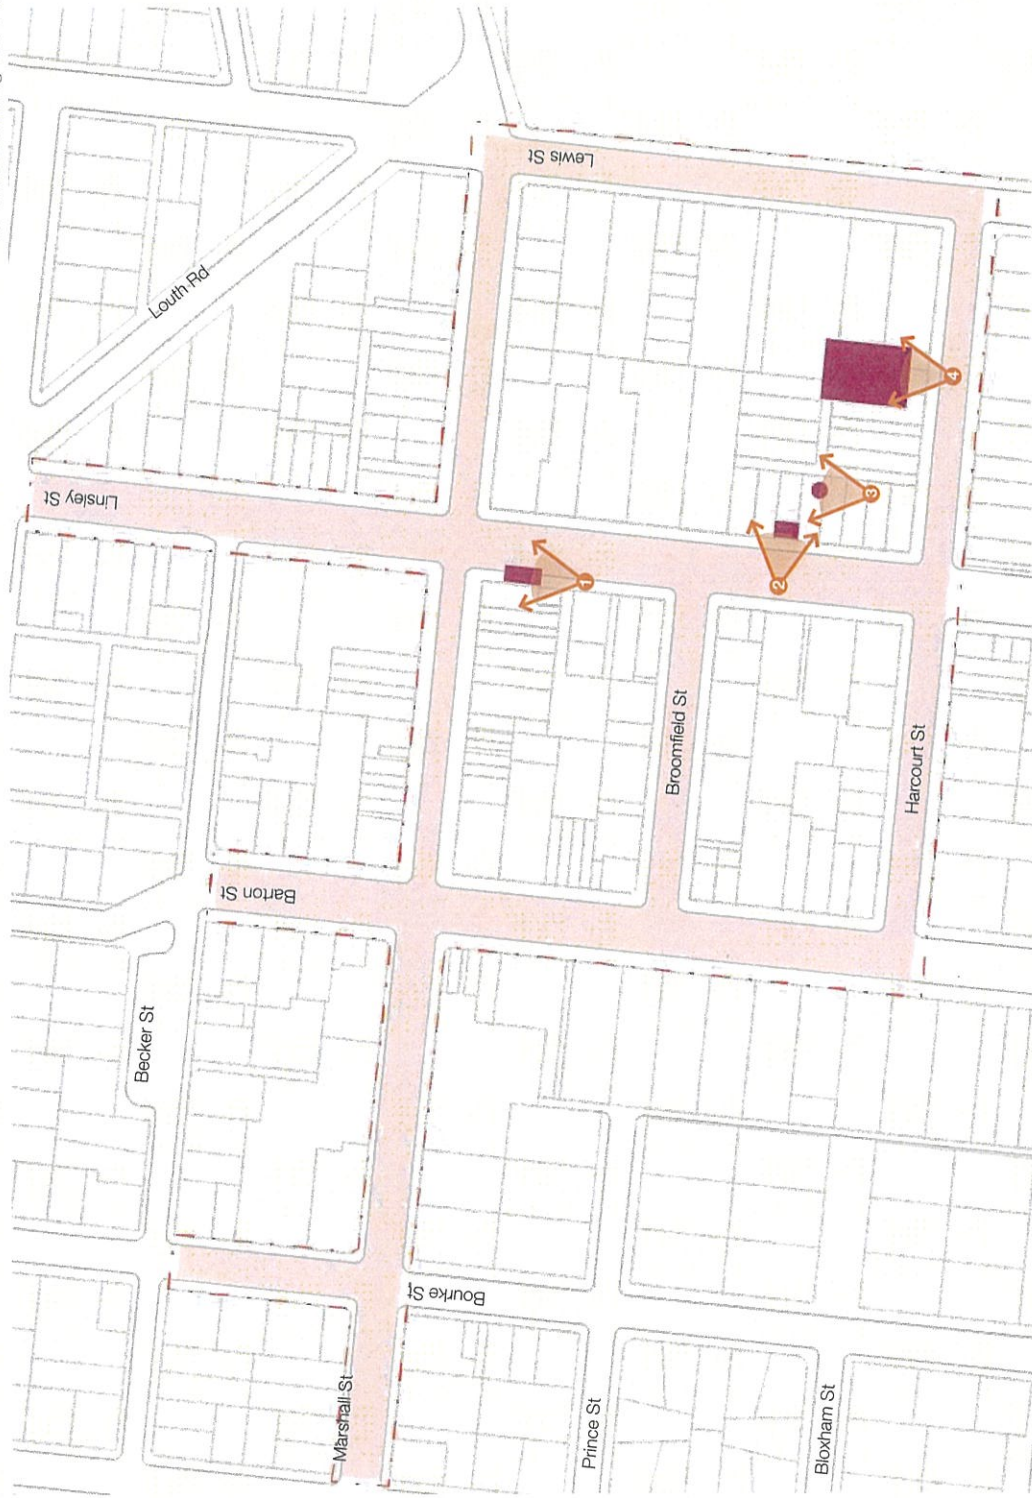 Lewis St
Louth Rd
4
3
Linsley St
1
2
Broomfield St
Harcourt St
Barton St
Becker St
Bourke St
Marshall St
Prince St
Bloxham St